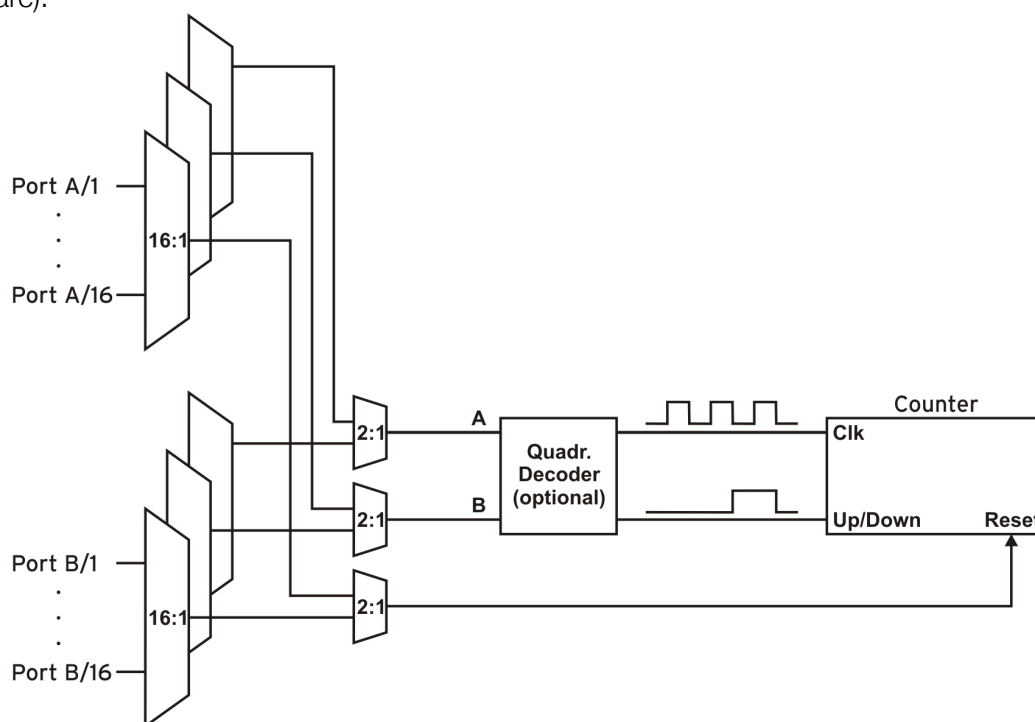 Port A/1
16:1
Port A/16
2:1
A
Quadr.
Decoder
(optional)
B
Counter
Clk
Up/Down
Reset
2:1
Port B/1
16:1
2:1
Port B/16